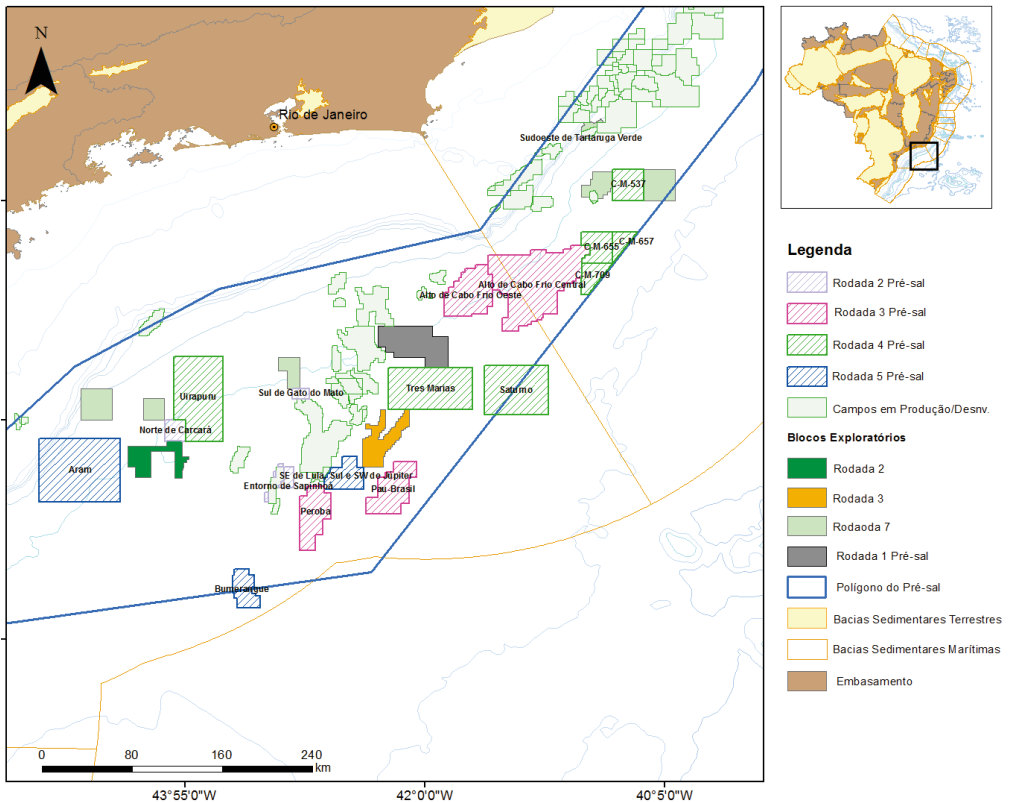 N
Rio de Janeiro
Sudoeste de Tartaruga Verde
C-M-537
C-M-657
C-M-655
C-M-709
Alto de Cabo Frio Central
Alto de Cabo Frio Oeste
Tres Marias
Saturno
Sul de Gato do Mato
Uirapuru
Norte de Carcará
Aram
SE de Lula, Sul e SW de Júpiter
Entorno de Sapinhoá
Pau-Brasil
Peroba
Bumerangue
0 80 160 240
km
43°55'0"W 42°0'0"W 40°5'0"W
Legenda
Rodada 2 Pré-sal
Rodada 3 Pré-sal
Rodada 4 Pré-sal
Rodada 5 Pré-sal
Campos em Produção/Desnv.
Blocos Exploratórios
Rodada 2
Rodada 3
Rodaoda 7
Rodada 1 Pré-sal
Polígono do Pré-sal
Bacias Sedimentares Terrestres
Bacias Sedimentares Marítimas
Embasamento